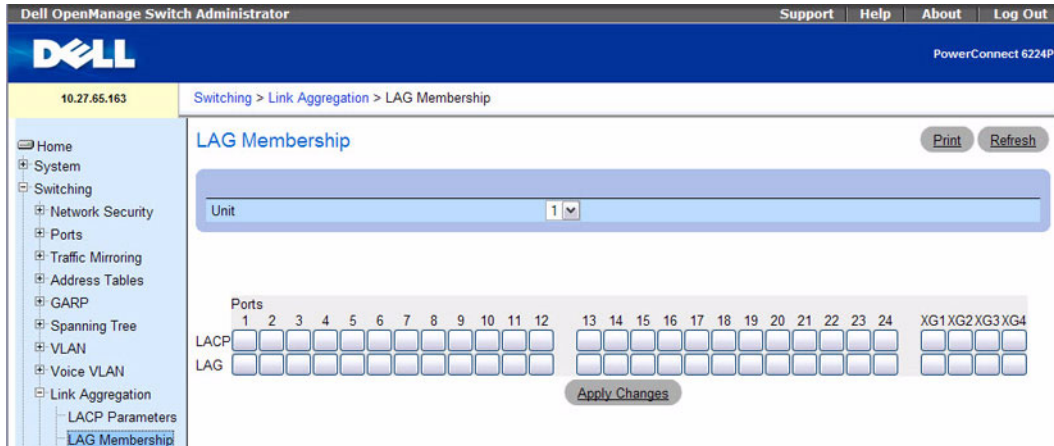 Dell OpenManage Switch Administrator Support Help About Log Out
DELL
PowerConnect 6224P
10.27.65.163
Switching > Link Aggregation > LAG Membership
Home
System
Switching
Network Security
Ports
Traffic Mirroring
Address Tables
GARP
Spanning Tree
VLAN
Voice VLAN
Link Aggregation
LACP Parameters
LAG Membership
LAG Membership
Print Refresh
Unit 1
Ports
1 2 3 4 5 6 7 8 9 10 11 12 13 14 15 16 17 18 19 20 21 22 23 24 XG1 XG2 XG3 XG4
LACP
LAG
Apply Changes